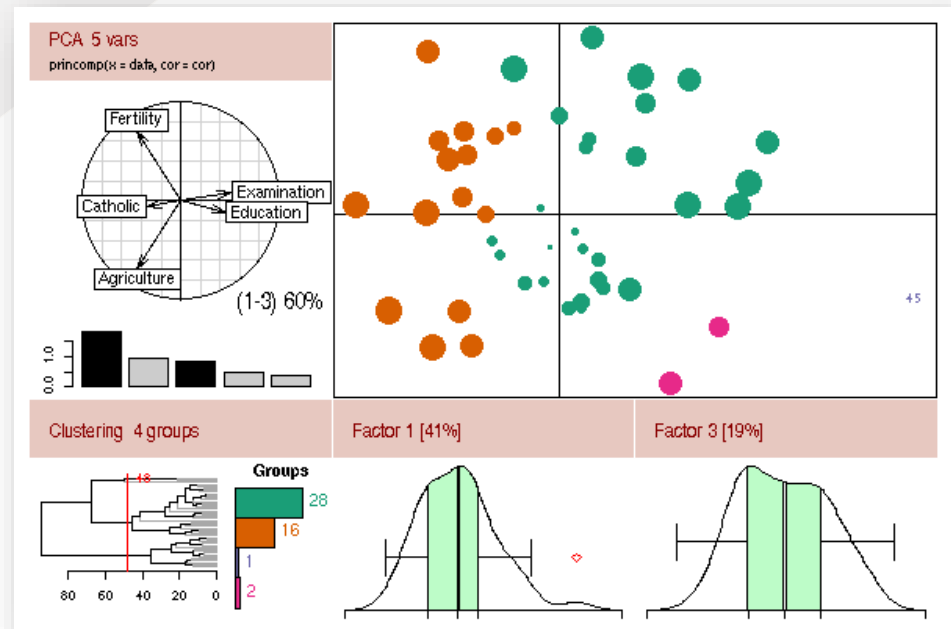 PCA 5 vars
princomp(x = data, cor = cor)
Fertility
Examination
Catholic
Education
Agriculture
(1-3) 60%
0.0 1.0
45
Clustering 4 groups
Factor 1 [41%]
Factor 3 [19%]
Groups
48
28
16
1
2
80 60 40 20 0